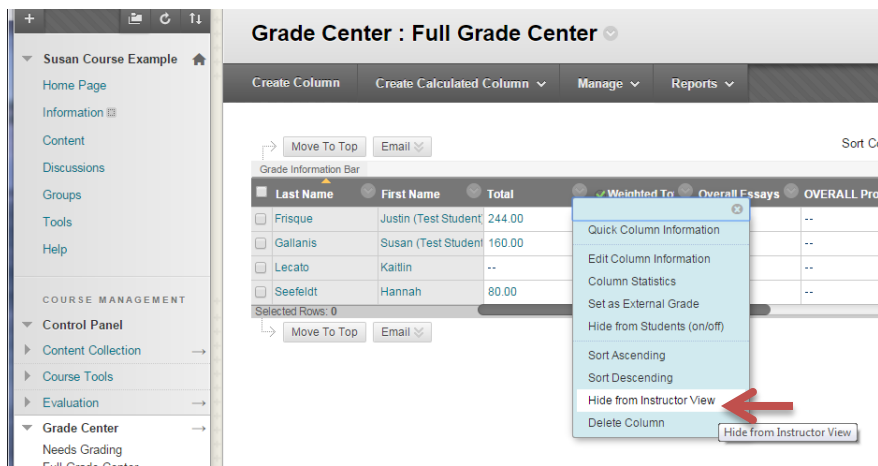 Susan Course Example
Home Page
Information
Content
Discussions
Groups
Tools
Help
COURSE MANAGEMENT
Control Panel
Content Collection
Course Tools
Evaluation
Grade Center
Needs Grading
Full Grade Center
Grade Center : Full Grade Center
Create Column Create Calculated Column Manage Reports
Move To Top Email Sort
Grade Information Bar
Last Name First Name Total Weighted To Overall Essays OVERALL Pro
Frisque Justin (Test Student 244.00 --
Gallanis Susan (Test Student 160.00 --
Lecato Kaitlin -- --
Seefeldt Hannah 80.00 --
Selected Rows: 0
Move To Top Email
Quick Column Information
Edit Column Information
Column Statistics
Set as External Grade
Hide from Students (on/off)
Sort Ascending
Sort Descending
Hide from Instructor View
Delete Column
Hide from Instructor View